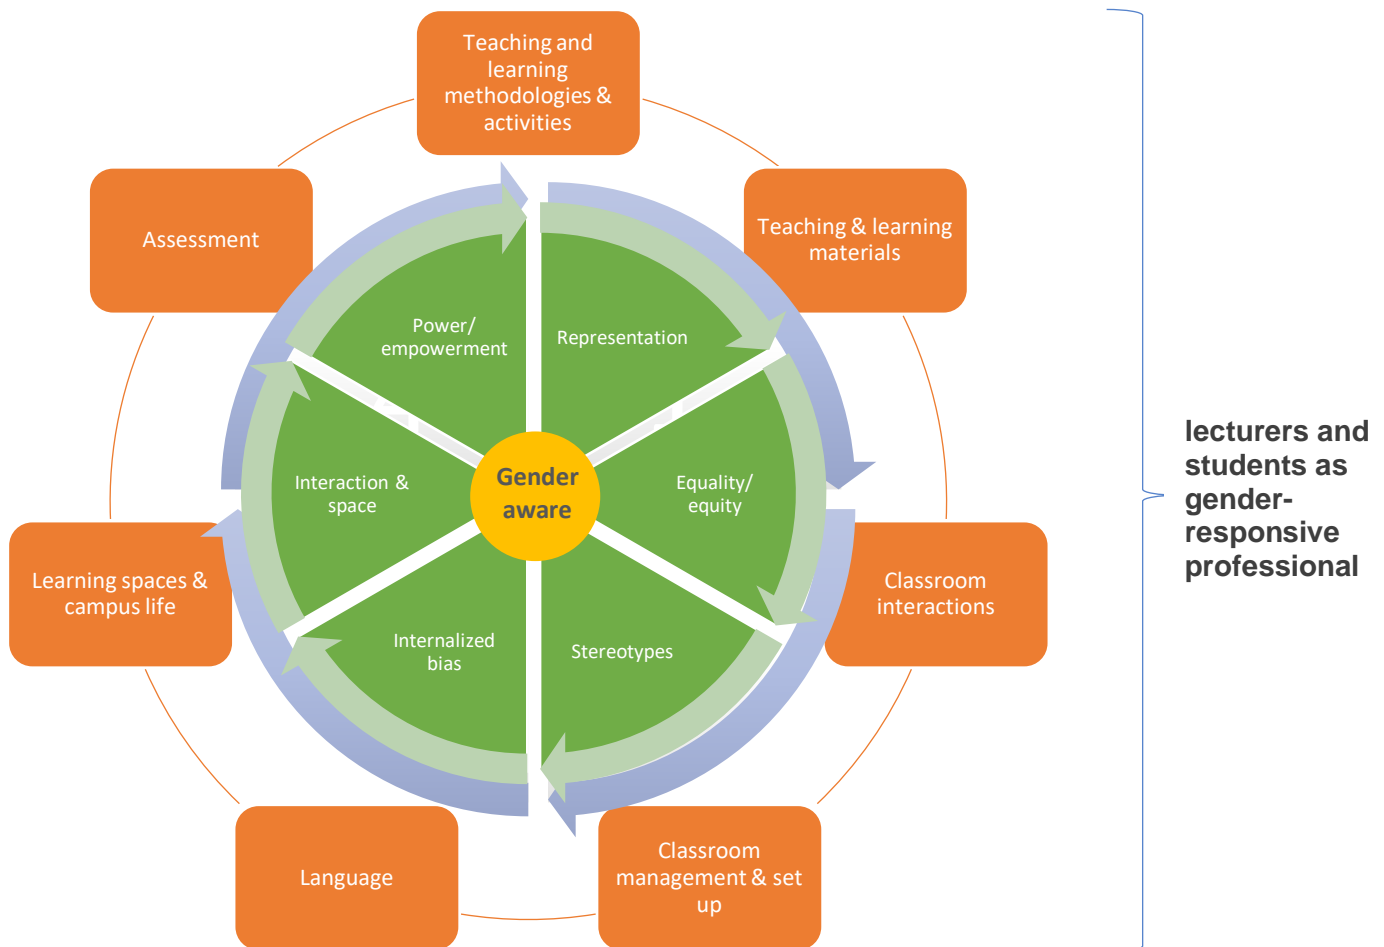 Teaching and
learning
methodologies &
activities
Assessment
Teaching & learning
materials
Power/
empowerment
Representation
Interaction &
space
Gender
aware
Equality/
equity
Internalized
bias
Stereotypes
Learning spaces &
campus life
Classroom
interactions
Language
Classroom
management & set
up
lecturers and
students as
gender-
responsive
professional